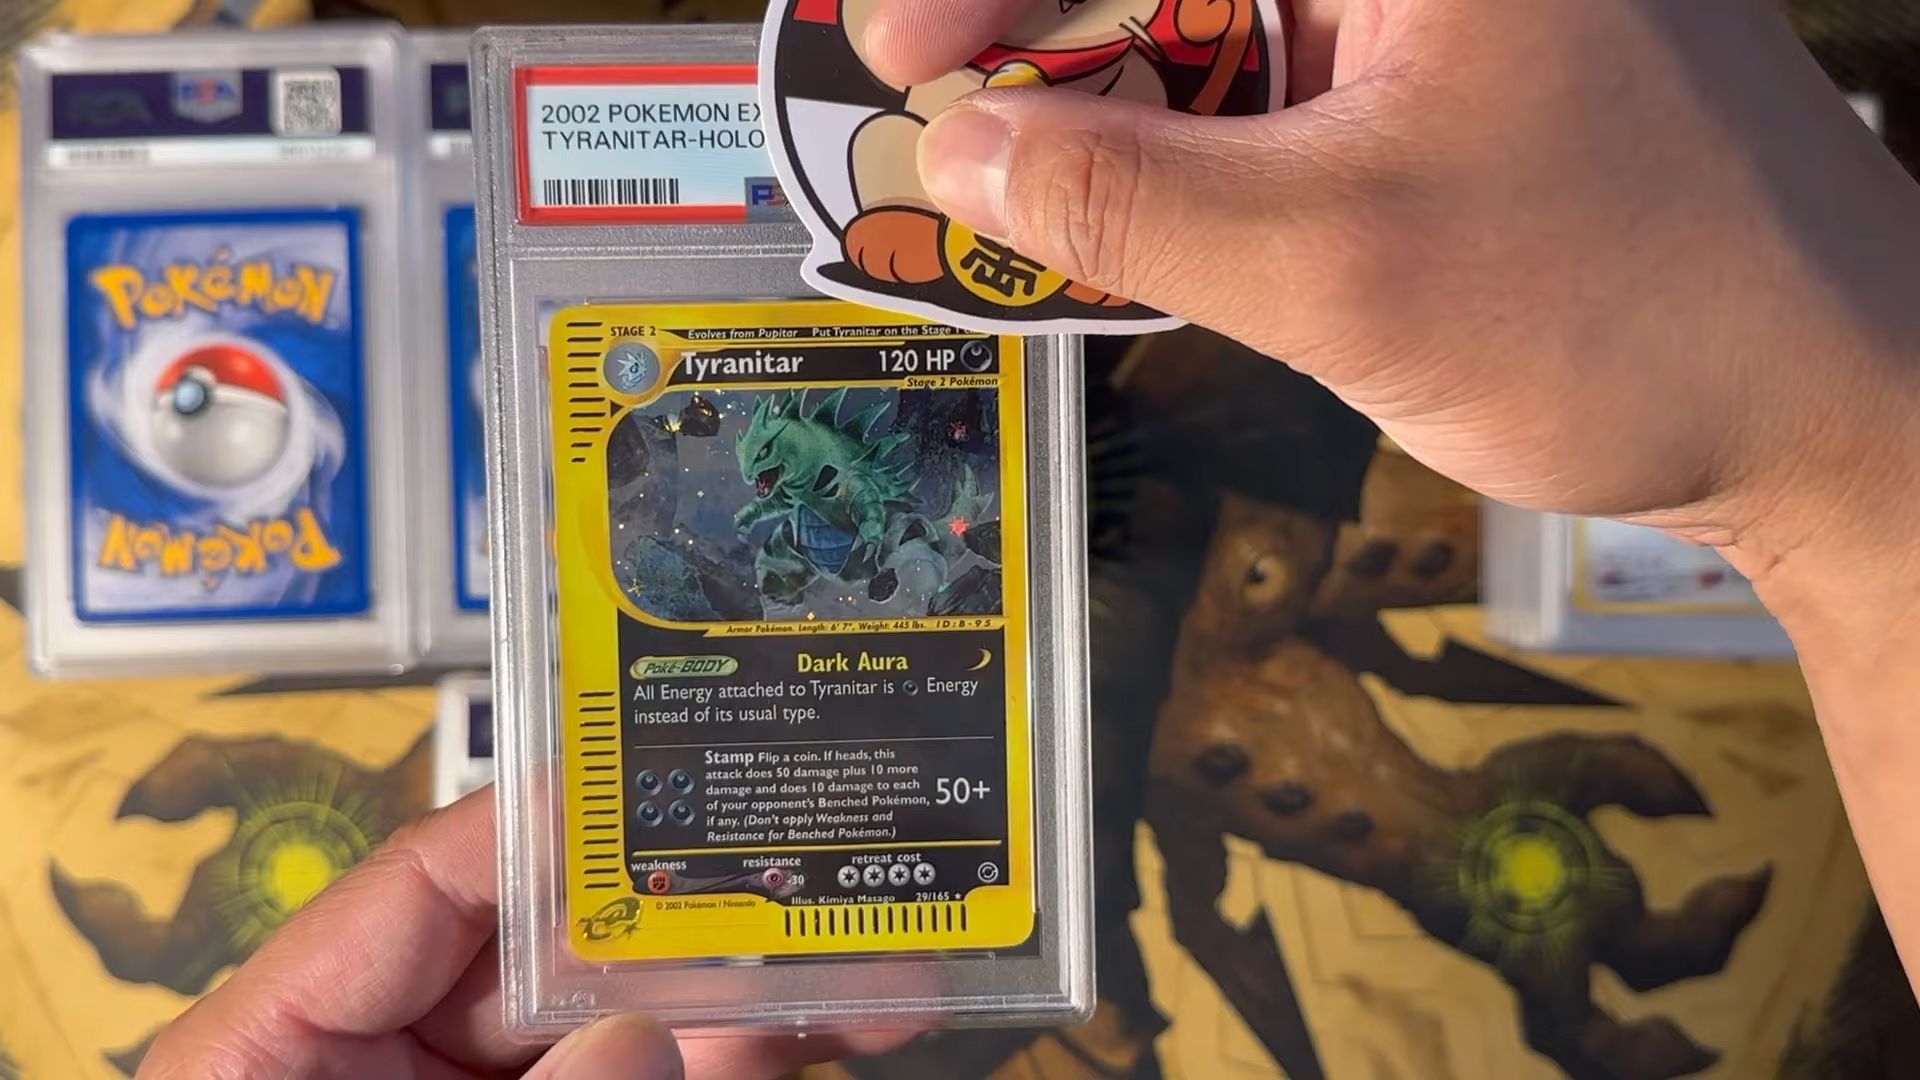 2002 POKEMON EX
TYRANITAR-HOLO
POKéMON
POKéMON
STAGE 2
Evolves from Pupitar Put Tyranitar on the Stage 1
Tyranitar 120 HP
Stage 2 Pokémon
Armor Pokémon. Length: 6' 7", Weight: 445 lbs. ID:B-95
Poké-BODY Dark Aura
All Energy attached to Tyranitar is Energy
instead of its usual type.
Stamp Flip a coin. If heads, this
attack does 50 damage plus 10 more
damage and does 10 damage to each
of your opponent's Benched Pokémon,
if any. (Don't apply Weakness and
Resistance for Benched Pokémon.)
50+
weakness resistance retreat cost
-30
Illus. Kimiya Masago 29/165
© 2002 Pokémon / Nintendo
e